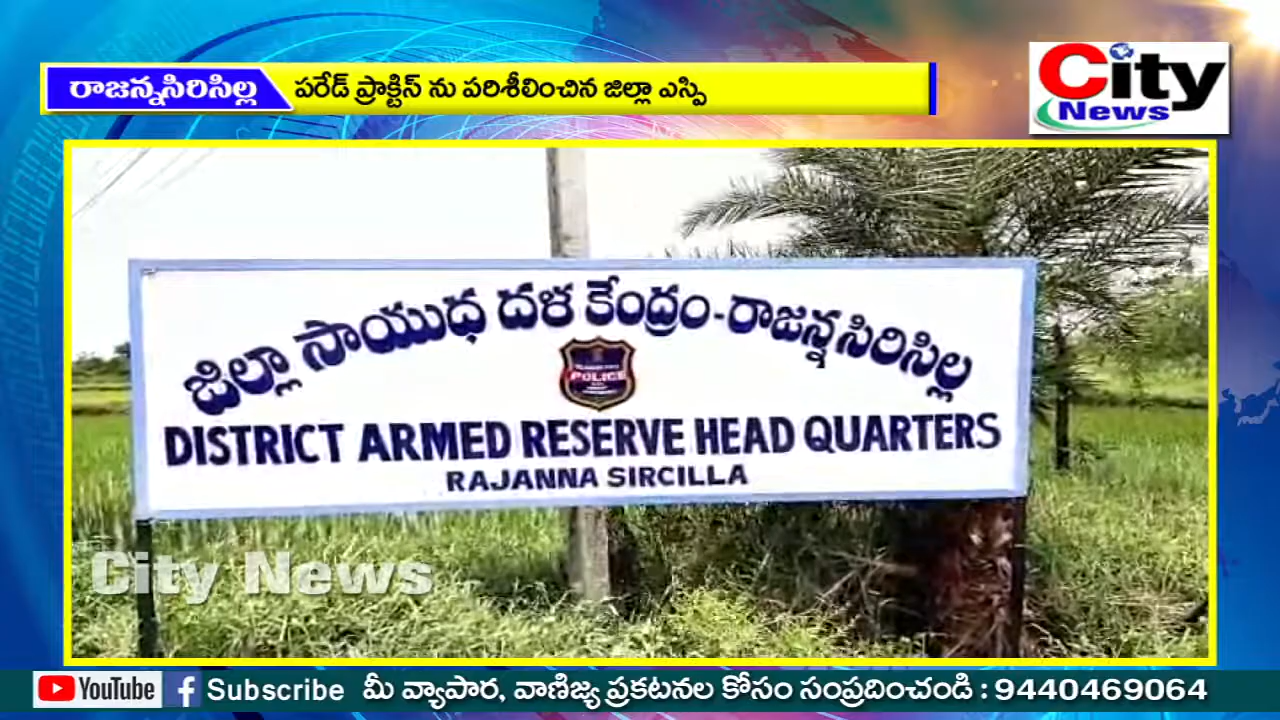 రాజన్నసిరిసిల్ల
పరేడ్ ప్రాక్టిస్ ను పరిశీలించిన జిల్లా ఎస్పి
City
News
జిల్లా సాయుధ దళ కేంద్రం-రాజన్నసిరిసిల్ల
POLICE
DISTRICT ARMED RESERVE HEAD QUARTERS
RAJANNA SIRCILLA
City News
YouTube f Subscribe మీ వ్యాపార, వాణిజ్య ప్రకటనల కోసం సంప్రదించండి : 9440469064